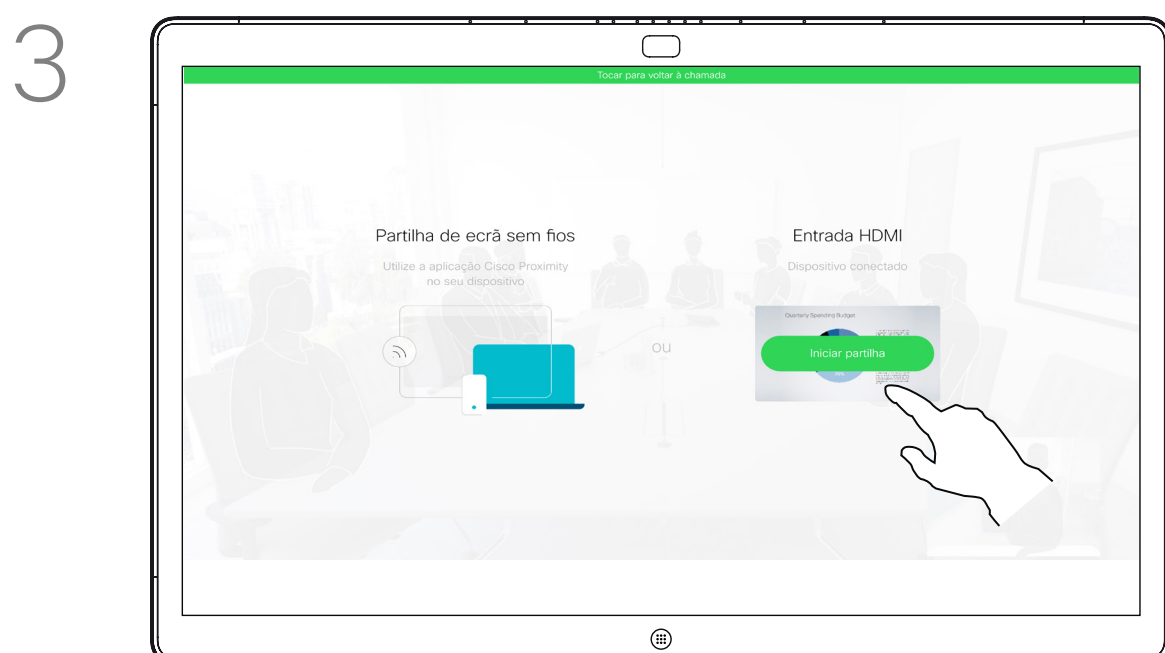 3
Tocar para voltar à chamada
Partilha de ecrã sem fios
Utilize a aplicação Cisco Proximity
no seu dispositivo
ou
Entrada HDMI
Dispositivo conectado
Quarterly Spending Budget
Iniciar partilha